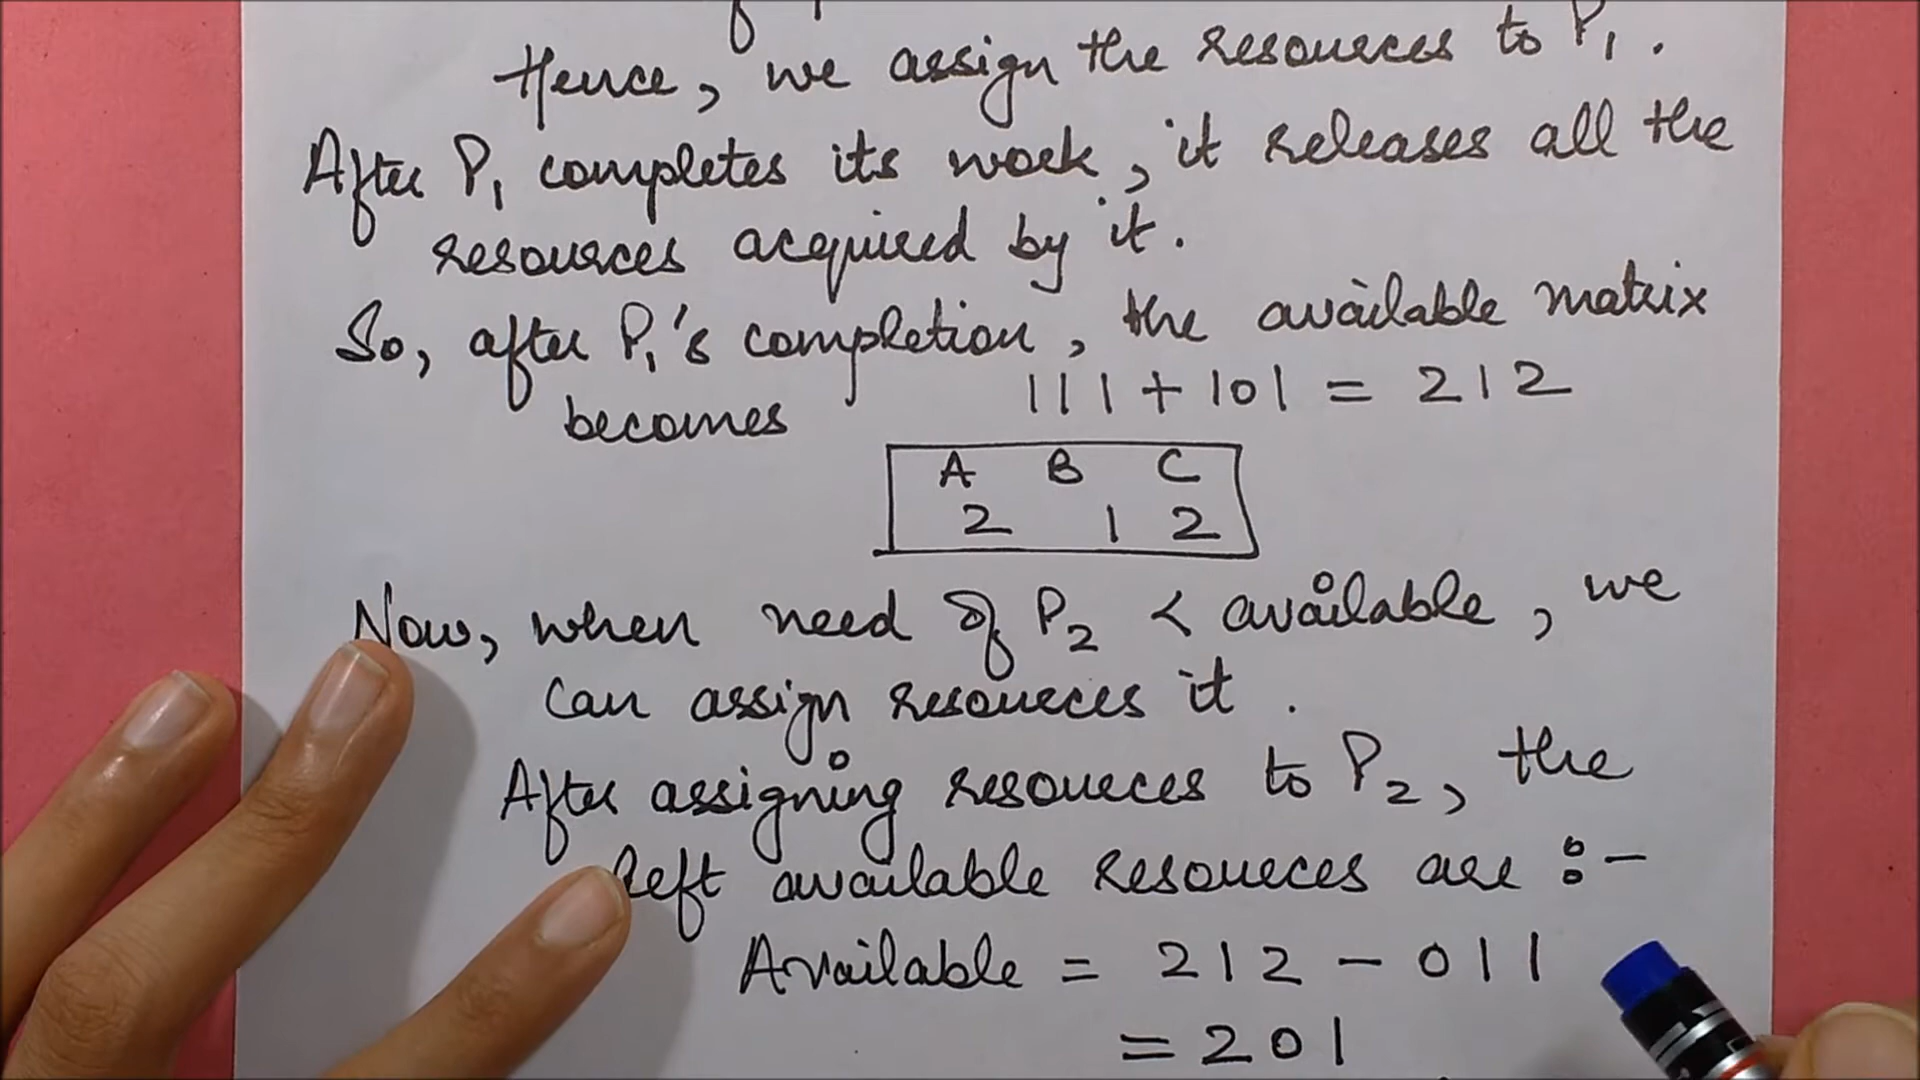 Hence, we assign the resources to P1.
After P1 completes its work, it releases all the
resources acquired by it.
So, after P1's completion, the available matrix
becomes 111 + 101 = 212
A B C
2 1 2
Now, when need of P2 < available, we
can assign resources it.
After assigning resources to P2, the
left available resources are :-
Available = 212 - 011
= 201